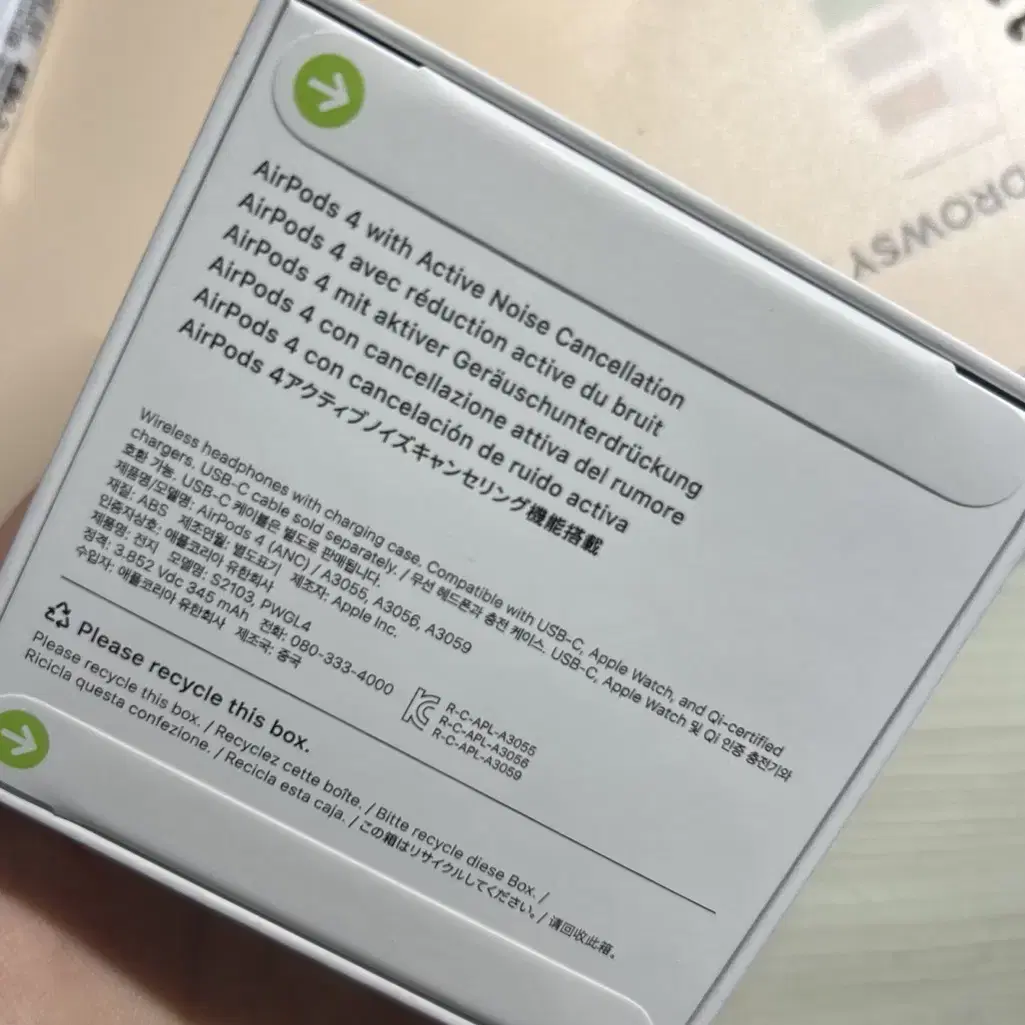 AirPods 4 with Active Noise Cancellation
AirPods 4 avec réduction active du bruit
AirPods 4 mit aktiver Geräuschunterdrückung
AirPods 4 con cancellazione attiva del rumore
AirPods 4 con cancelación de ruido activa
AirPods 4アクティブノイズキャンセリング機能搭載
Wireless headphones with charging case. Compatible with USB-C, Apple Watch, and Qi-certified
chargers. USB-C cable sold separately. / 무선 헤드폰과 충전 케이스. USB-C, Apple Watch 및 Qi 인증 충전기와
호환 가능. USB-C 케이블은 별도로 판매됩니다.
제품명/모델명: AirPods 4 (ANC) / A3055, A3056, A3059
재질: ABS 제조연월: 별도표기 제조자: Apple Inc.
인증자상호: 애플코리아 유한회사
제품명: 전지 모델명: S2103, PWGL4
정격: 3.852 Vdc 345 mAh 전화: 080-333-4000
수입자: 애플코리아 유한회사 제조국: 중국
R-C-APL-A3055
R-C-APL-A3056
R-C-APL-A3059
Please recycle this box.
Please recycle this box. / Recyclez cette boîte. / Bitte recycle diese Box. /
Ricicla questa confezione. / Recicla esta caja. / この箱はリサイクルしてください。/ 请回收此箱。
ROWSY